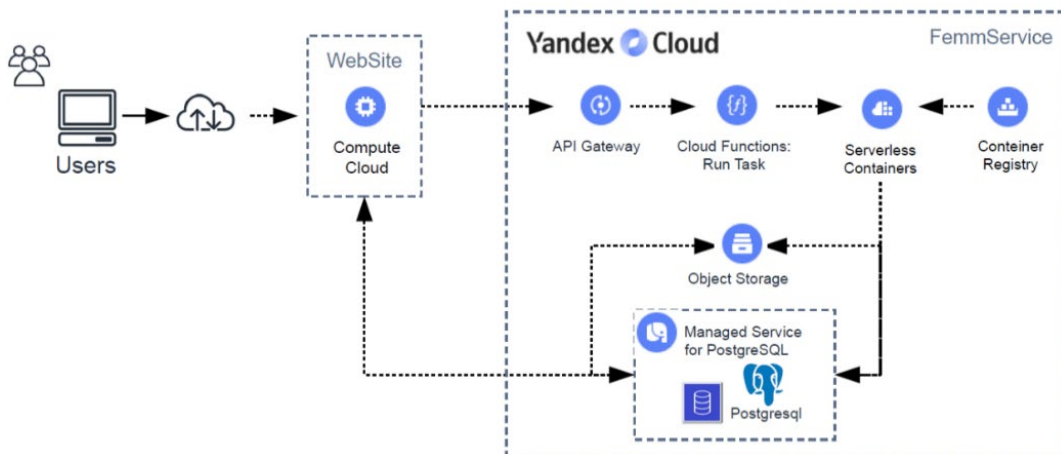 Yandex Cloud
FemmService
WebSite
Users
Compute
Cloud
API Gateway
Cloud Functions:
Run Task
Serverless
Containers
Conteiner
Registry
Object Storage
Managed Service
for PostgreSQL
Postgresql